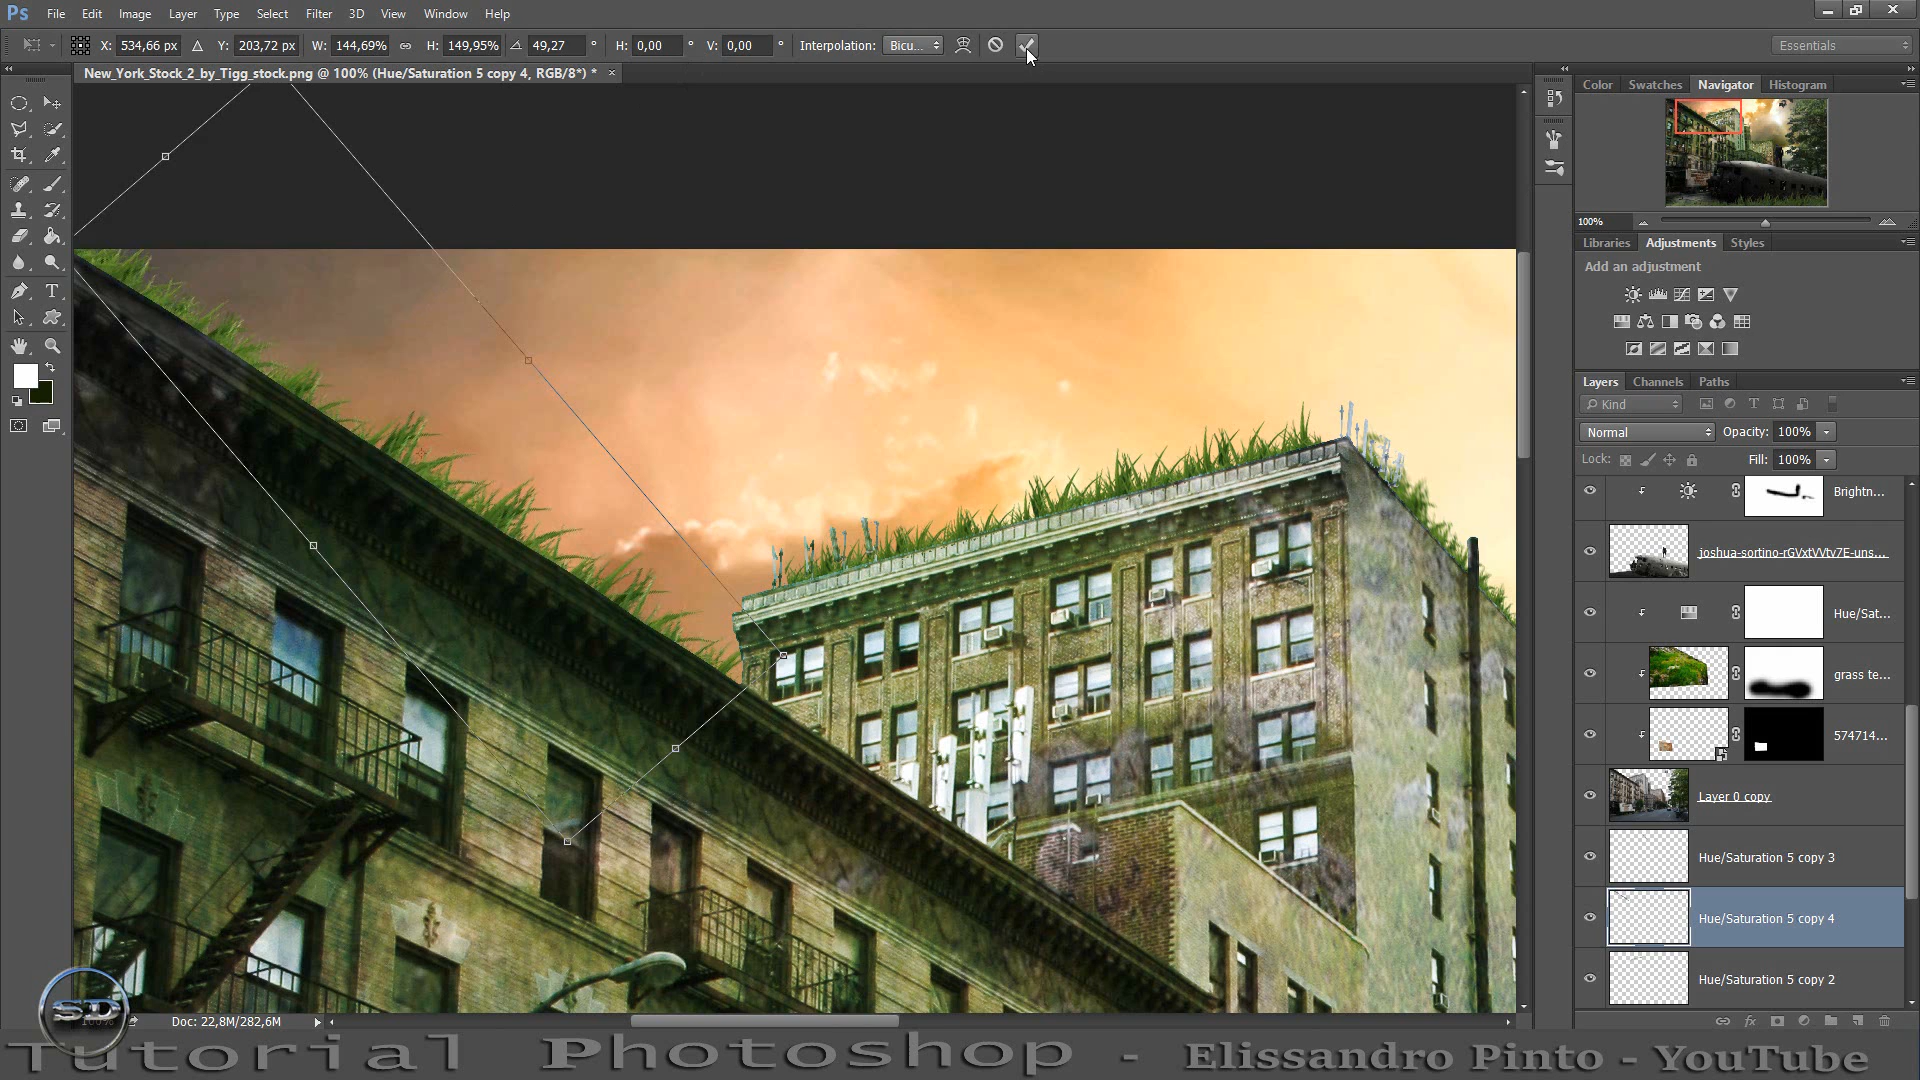 Ps File Edit Image Layer Type Select Filter 3D View Window Help
X: 534,66 px Y: 203,72 px W: 144,69% H: 149,95% 49,27 ° H: 0,00 ° V: 0,00 ° Interpolation: Bicu... Essentials
New_York_Stock_2_by_Tigg_stock.png @ 100% (Hue/Saturation 5 copy 4, RGB/8*) * ×
Color Swatches Navigator Histogram
100%
Libraries Adjustments Styles
Add an adjustment
Layers Channels Paths
Kind
Normal Opacity: 100%
Lock: Fill: 100%
Brightn...
joshua-sortino-rGVxtVVtv7E-uns...
Hue/Sat...
grass te...
574714...
Layer 0 copy
Hue/Saturation 5 copy 3
Hue/Saturation 5 copy 4
Hue/Saturation 5 copy 2
SD
100% Doc: 22,8M/282,6M
Tutorial Photoshop - Elissandro Pinto - YouTube